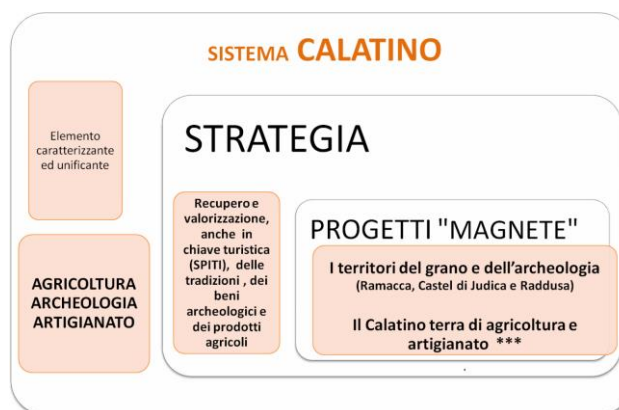 SISTEMA CALATINO
Elemento
caratterizzante
ed unificante
AGRICOLTURA
ARCHEOLOGIA
ARTIGIANATO
STRATEGIA
Recupero e
valorizzazione,
anche in
chiave turistica
(SPITI), delle
tradizioni , dei
beni
archeologici e
dei prodotti
agricoli
PROGETTI "MAGNETE"
I territori del grano e dell’archeologia
(Ramacca, Castel di Judica e Raddusa)
Il Calatino terra di agricoltura e
artigianato ***
.